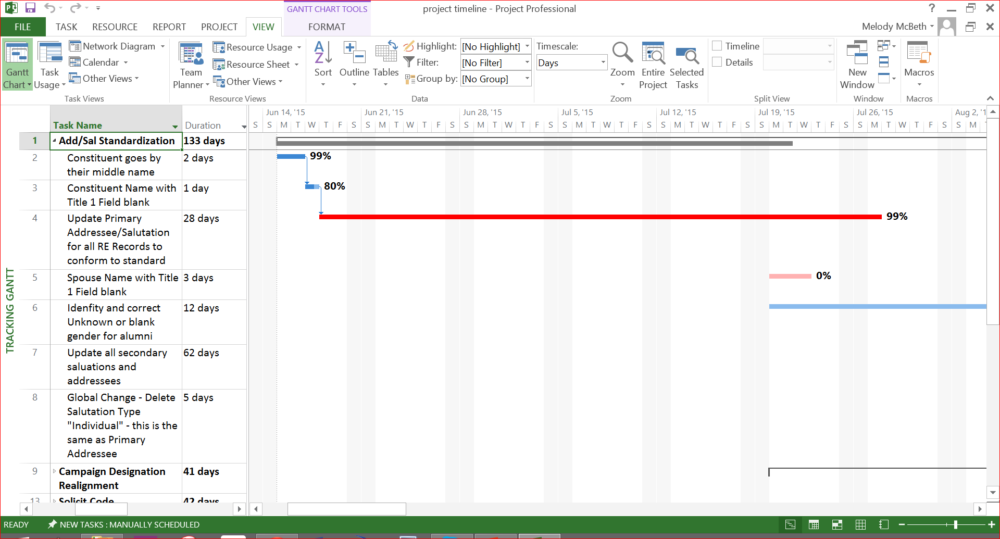 GANTT CHART TOOLS
project timeline - Project Professional
?
FILE TASK RESOURCE REPORT PROJECT VIEW FORMAT
Melody McBeth
Gantt Chart
Task Usage
Network Diagram
Calendar
Other Views
Task Views
Team Planner
Resource Usage
Resource Sheet
Other Views
Resource Views
Sort
Outline
Tables
Highlight: [No Highlight]
Filter: [No Filter]
Group by: [No Group]
Data
Timescale:
Days
Zoom
Entire Project
Selected Tasks
Zoom
Timeline
Details
Split View
New Window
Window
Macros
Macros
Jun 14, '15 Jun 21, '15 Jun 28, '15 Jul 5, '15 Jul 12, '15 Jul 19, '15 Jul 26, '15 Aug 2, '1
Task Name Duration
S S M T W T F S S M T W T F S S M T W T F S S M T W T F S S M T W T F S S M T W T F S S M T W T F S S M
1 Add/Sal Standardization 133 days
2 Constituent goes by 2 days 99%
their middle name
3 Constituent Name with 1 day 80%
Title 1 Field blank
4 Update Primary 28 days 99%
Addressee/Salutation
for all RE Records to
conform to standard
5 Spouse Name with Title 3 days 0%
1 Field blank
6 Idenfity and correct 12 days
Unknown or blank
gender for alumni
7 Update all secondary 62 days
saluations and
addressees
8 Global Change - Delete 5 days
Salutation Type
"Individual" - this is the
same as Primary
Addressee
9 Campaign Designation 41 days
Realignment
13 Solicit Code 42 days
TRACKING GANTT
READY NEW TASKS : MANUALLY SCHEDULED